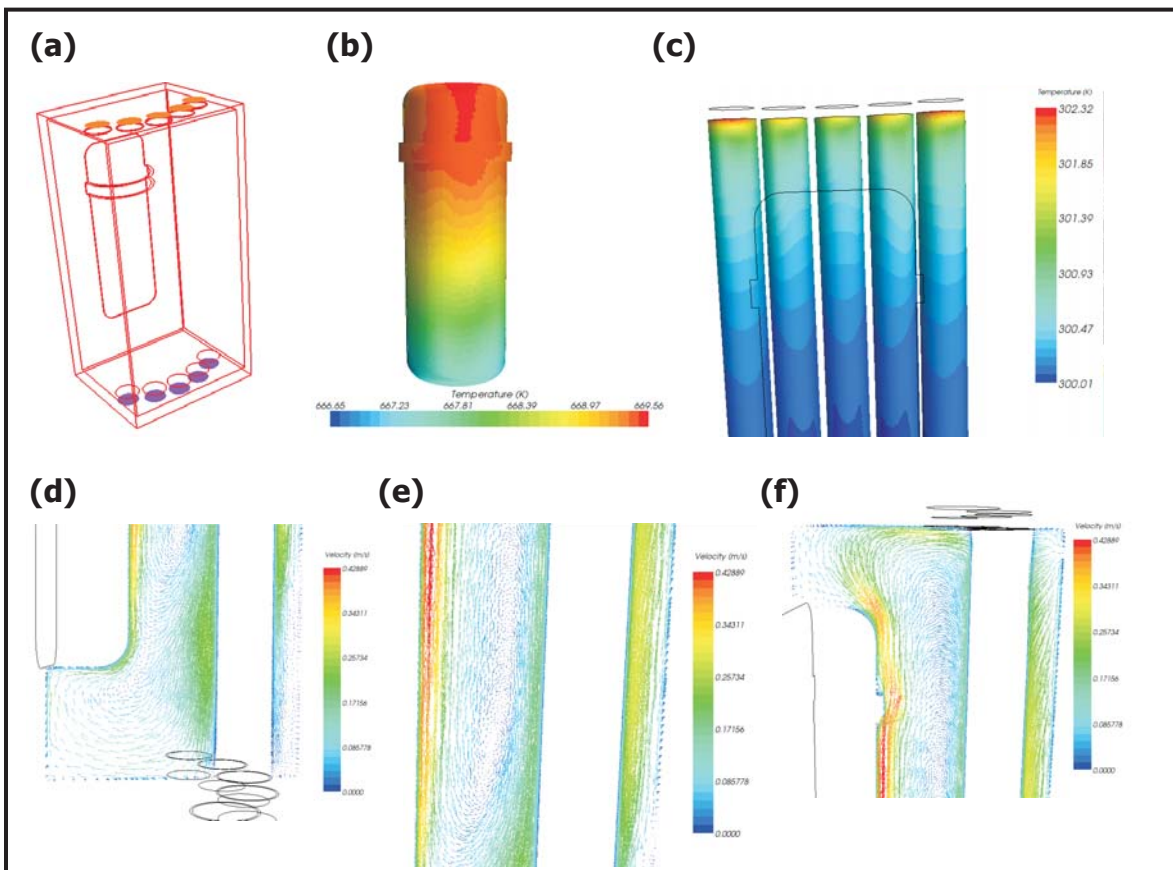 (a)
(b)
(c)
Temperature (K)
302.32
301.85
301.39
300.93
300.47
300.01
Temperature (K)
666.65 667.23 667.81 668.39 668.97 669.56
(d)
(e)
(f)
Velocity (m/s)
0.42889
0.34311
0.25734
0.17156
0.085778
0.0000
Velocity (m/s)
0.42889
0.34311
0.25734
0.17156
0.085778
0.0000
Velocity (m/s)
0.42889
0.34311
0.25734
0.17156
0.085778
0.0000